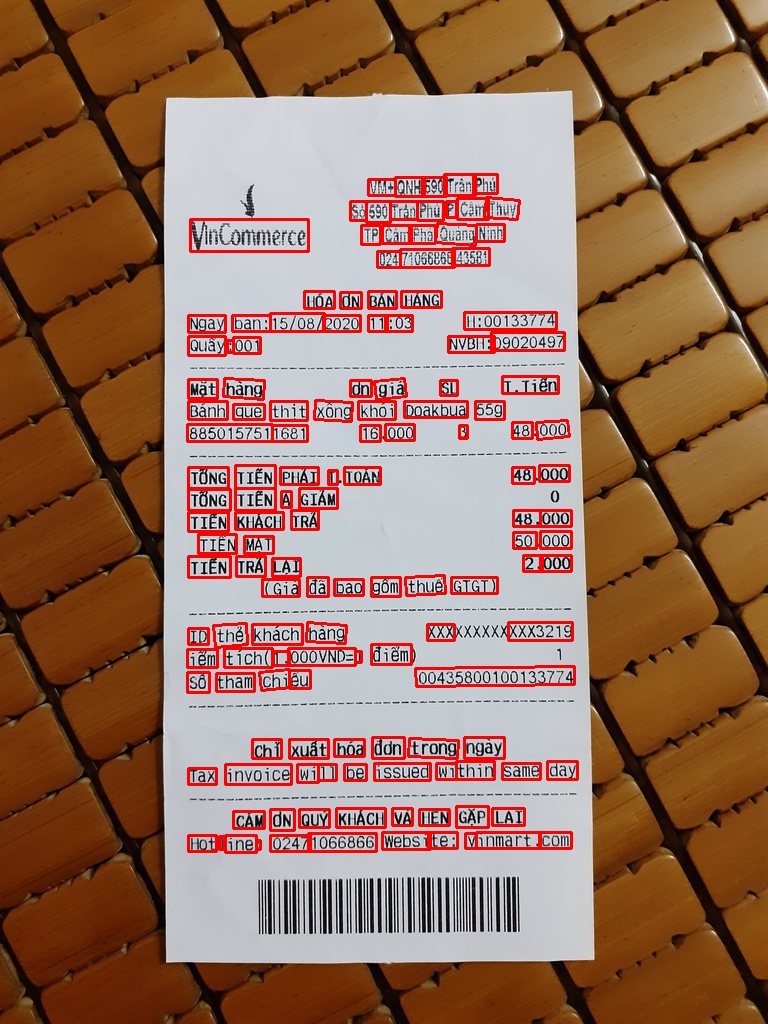 VinCommerce
VM+ QNH 590 Trần Phú
Số 590 Trần Phú, P. Cẩm Thủy
TP. Cẩm Phả, Quảng Ninh
024.71066866-43581
HÓA ĐƠN BÁN HÀNG
Ngày bán:15/08/2020 11:03 H:00133774
Quầy:001 NVBH:09020497
Mặt hàng Đơn giá SL T.Tiền
Bánh que thịt xông khói Doakbua 55g
8850157511681 16.000 3 48.000
TỔNG TIỀN PHẢI T.TOÁN 48.000
TỔNG TIỀN ĐÃ GIẢM 0
TIỀN KHÁCH TRẢ 48.000
TIỀN MẶT 50.000
TIỀN TRẢ LẠI 2.000
(Giá đã bao gồm thuế GTGT)
ID thẻ khách hàng XXXXXXXXXXXX3219
Điểm tích(1.000VND=1 điểm) 1
Số tham chiếu 00435800100133774
Chỉ xuất hóa đơn trong ngày
Tax invoice will be issued within same day
CẢM ƠN QUÝ KHÁCH VÀ HẸN GẶP LẠI
Hotline: 02471066866 Website: vinmart.com